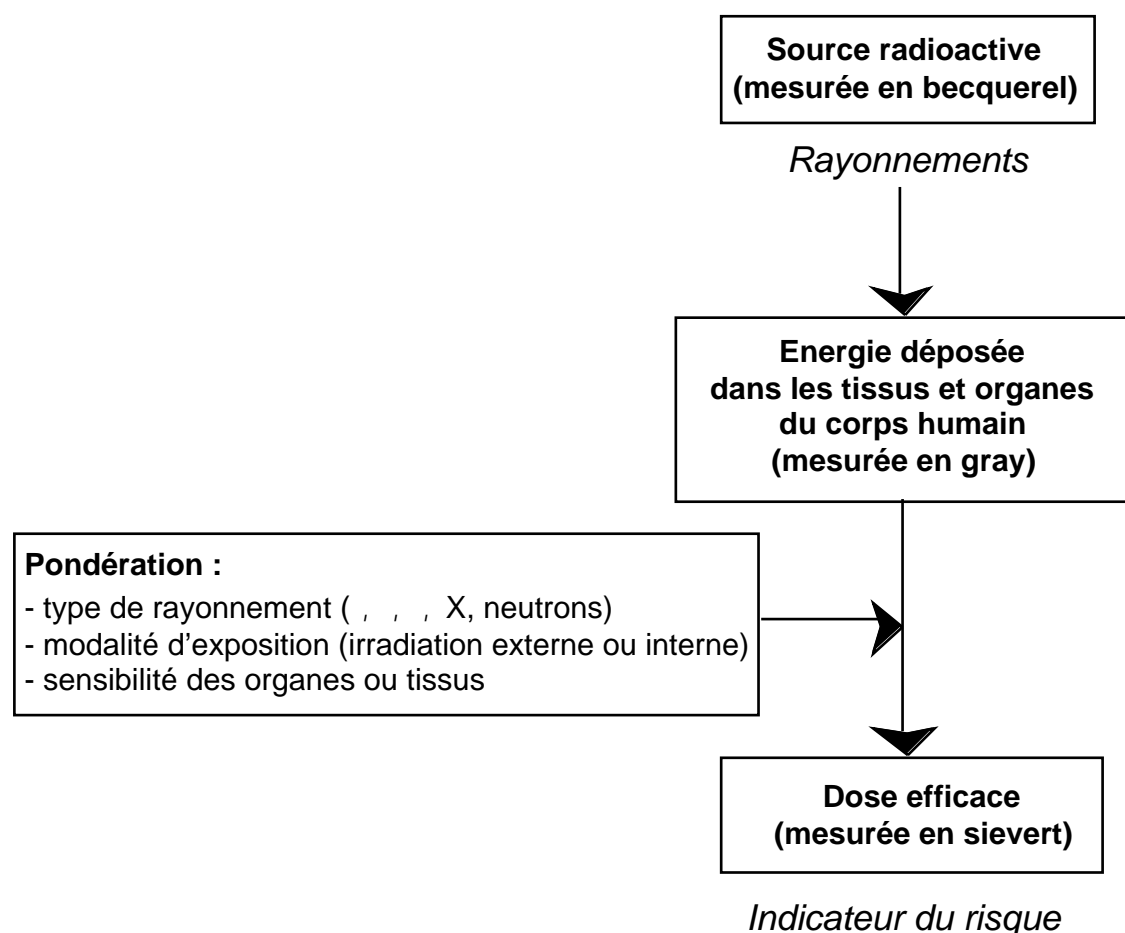 Source radioactive
(mesurée en becquerel)
Rayonnements
Energie déposée
dans les tissus et organes
du corps humain
(mesurée en gray)
Pondération :
- type de rayonnement ( , , , X, neutrons)
- modalité d'exposition (irradiation externe ou interne)
- sensibilité des organes ou tissus
Dose efficace
(mesurée en sievert)
Indicateur du risque